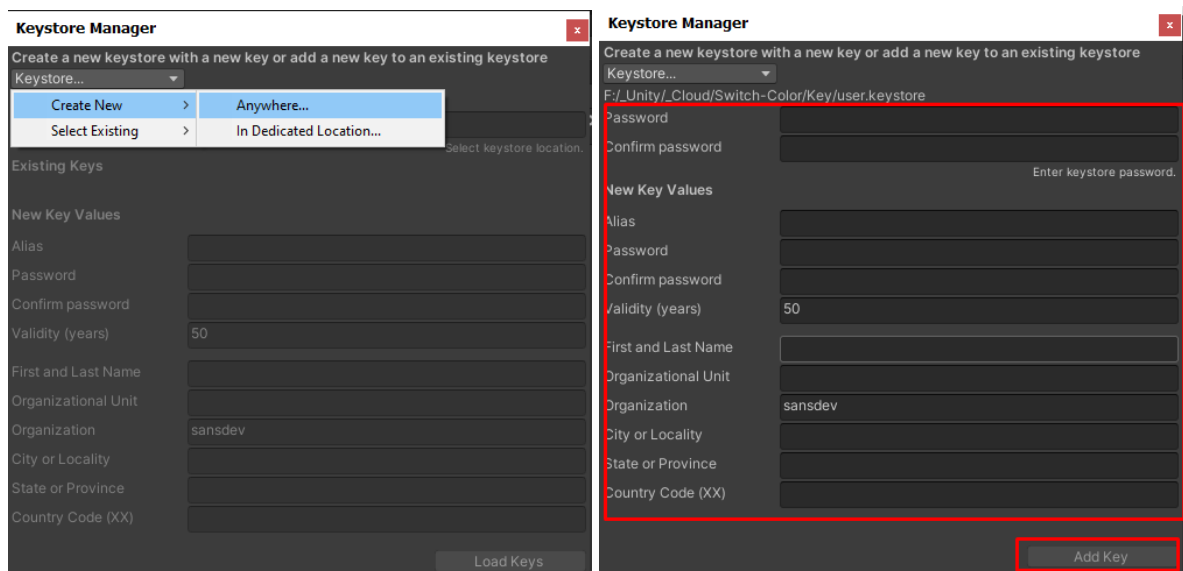 Keystore Manager
x
Create a new keystore with a new key or add a new key to an existing keystore
Keystore...
Create New
Anywhere...
Select Existing
In Dedicated Location...
Select keystore location.
Existing Keys
New Key Values
Alias
Password
Confirm password
Validity (years) 50
First and Last Name
Organizational Unit
Organization sansdev
City or Locality
State or Province
Country Code (XX)
Load Keys
Keystore Manager
x
Create a new keystore with a new key or add a new key to an existing keystore
Keystore...
F:/_Unity/_Cloud/Switch-Color/Key/user.keystore
Password
Confirm password
Enter keystore password.
New Key Values
Alias
Password
Confirm password
Validity (years) 50
First and Last Name
Organizational Unit
Organization sansdev
City or Locality
State or Province
Country Code (XX)
Add Key